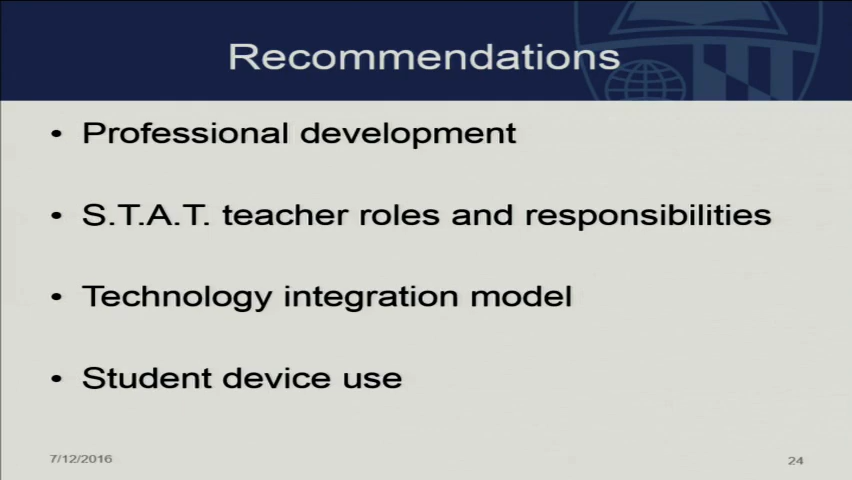 Recommendations
• Professional development
• S.T.A.T. teacher roles and responsibilities
• Technology integration model
• Student device use
7/12/2016
24